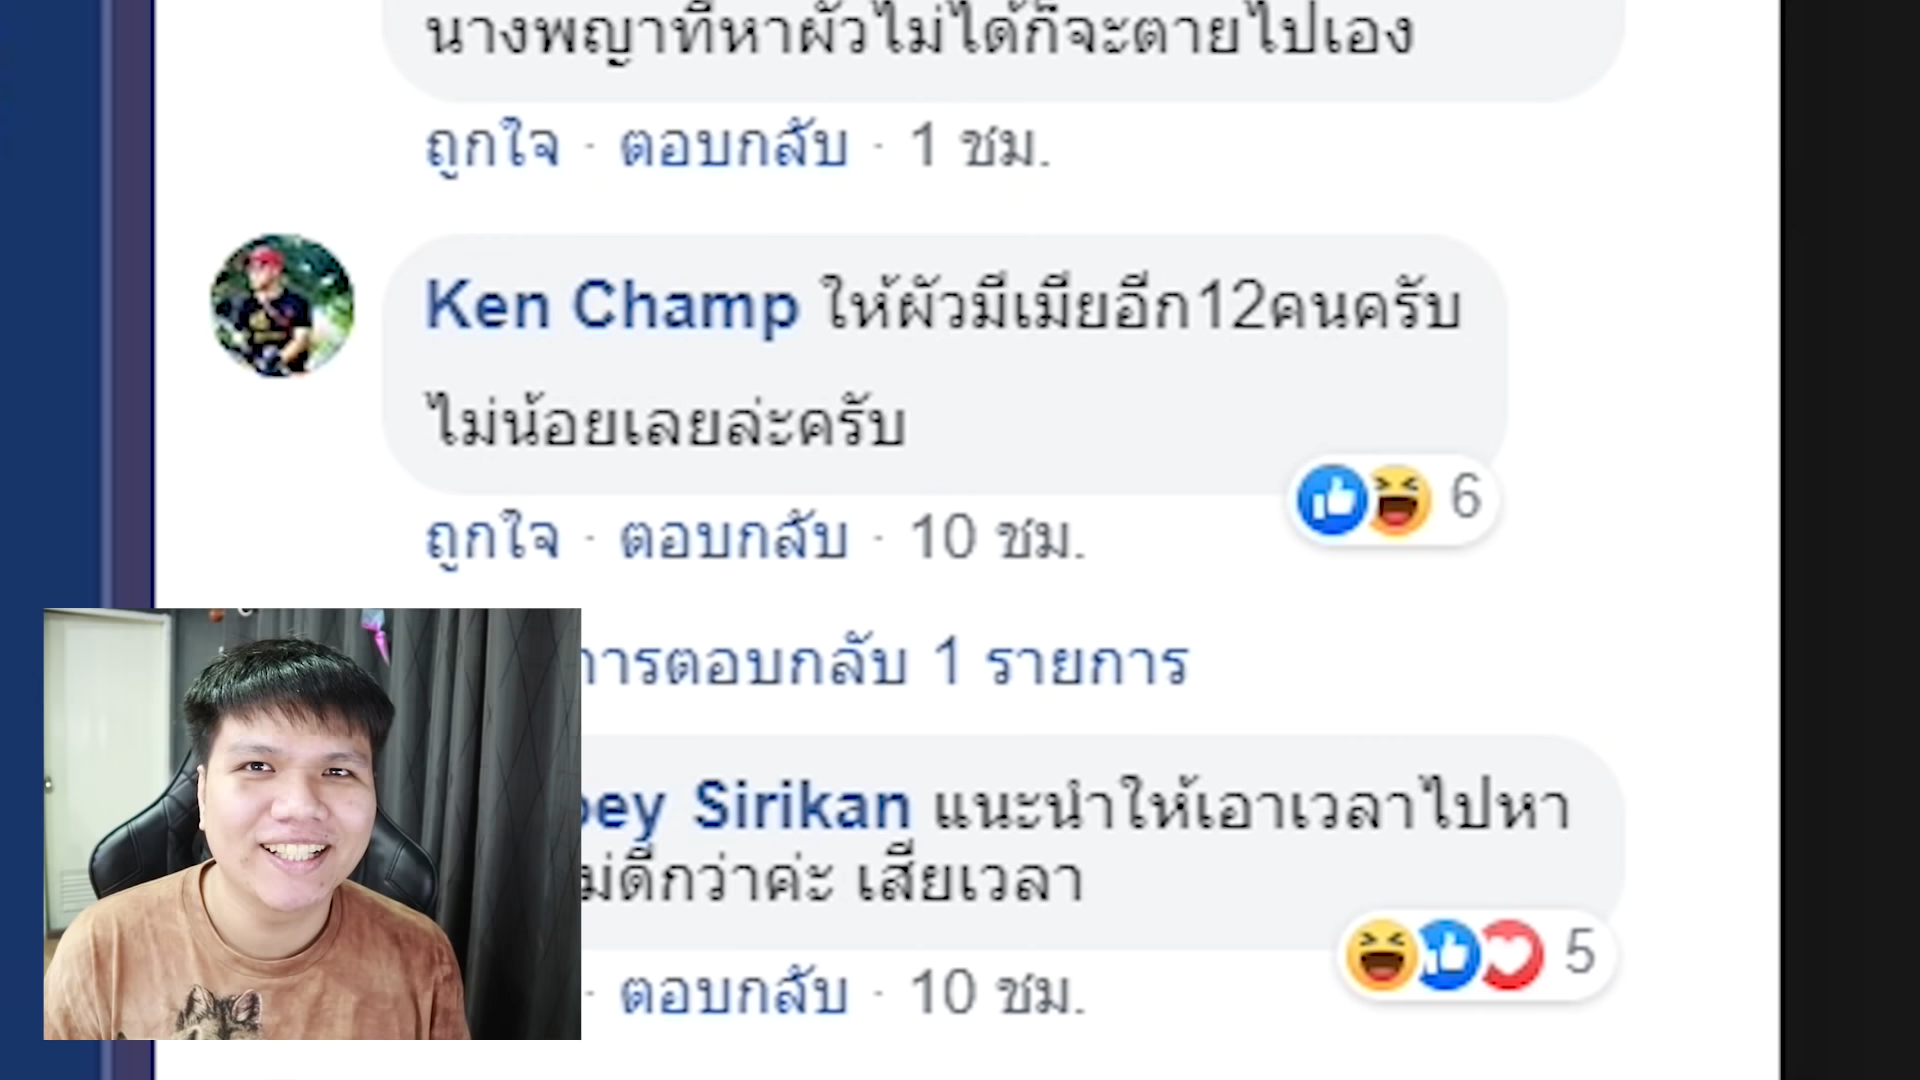 นางพญาที่หาผัวไม่ได้ก็จะตายไปเอง
ถูกใจ · ตอบกลับ · 1 ชม.
Ken Champ ให้ผัวมีเมียอีก12คนครับ
ไม่น้อยเลยล่ะครับ
6
ถูกใจ · ตอบกลับ · 10 ชม.
การตอบกลับ 1 รายการ
Sirikan แนะนำให้เอาเวลาไปหา
ดีกว่าค่ะ เสียเวลา
5
· ตอบกลับ · 10 ชม.